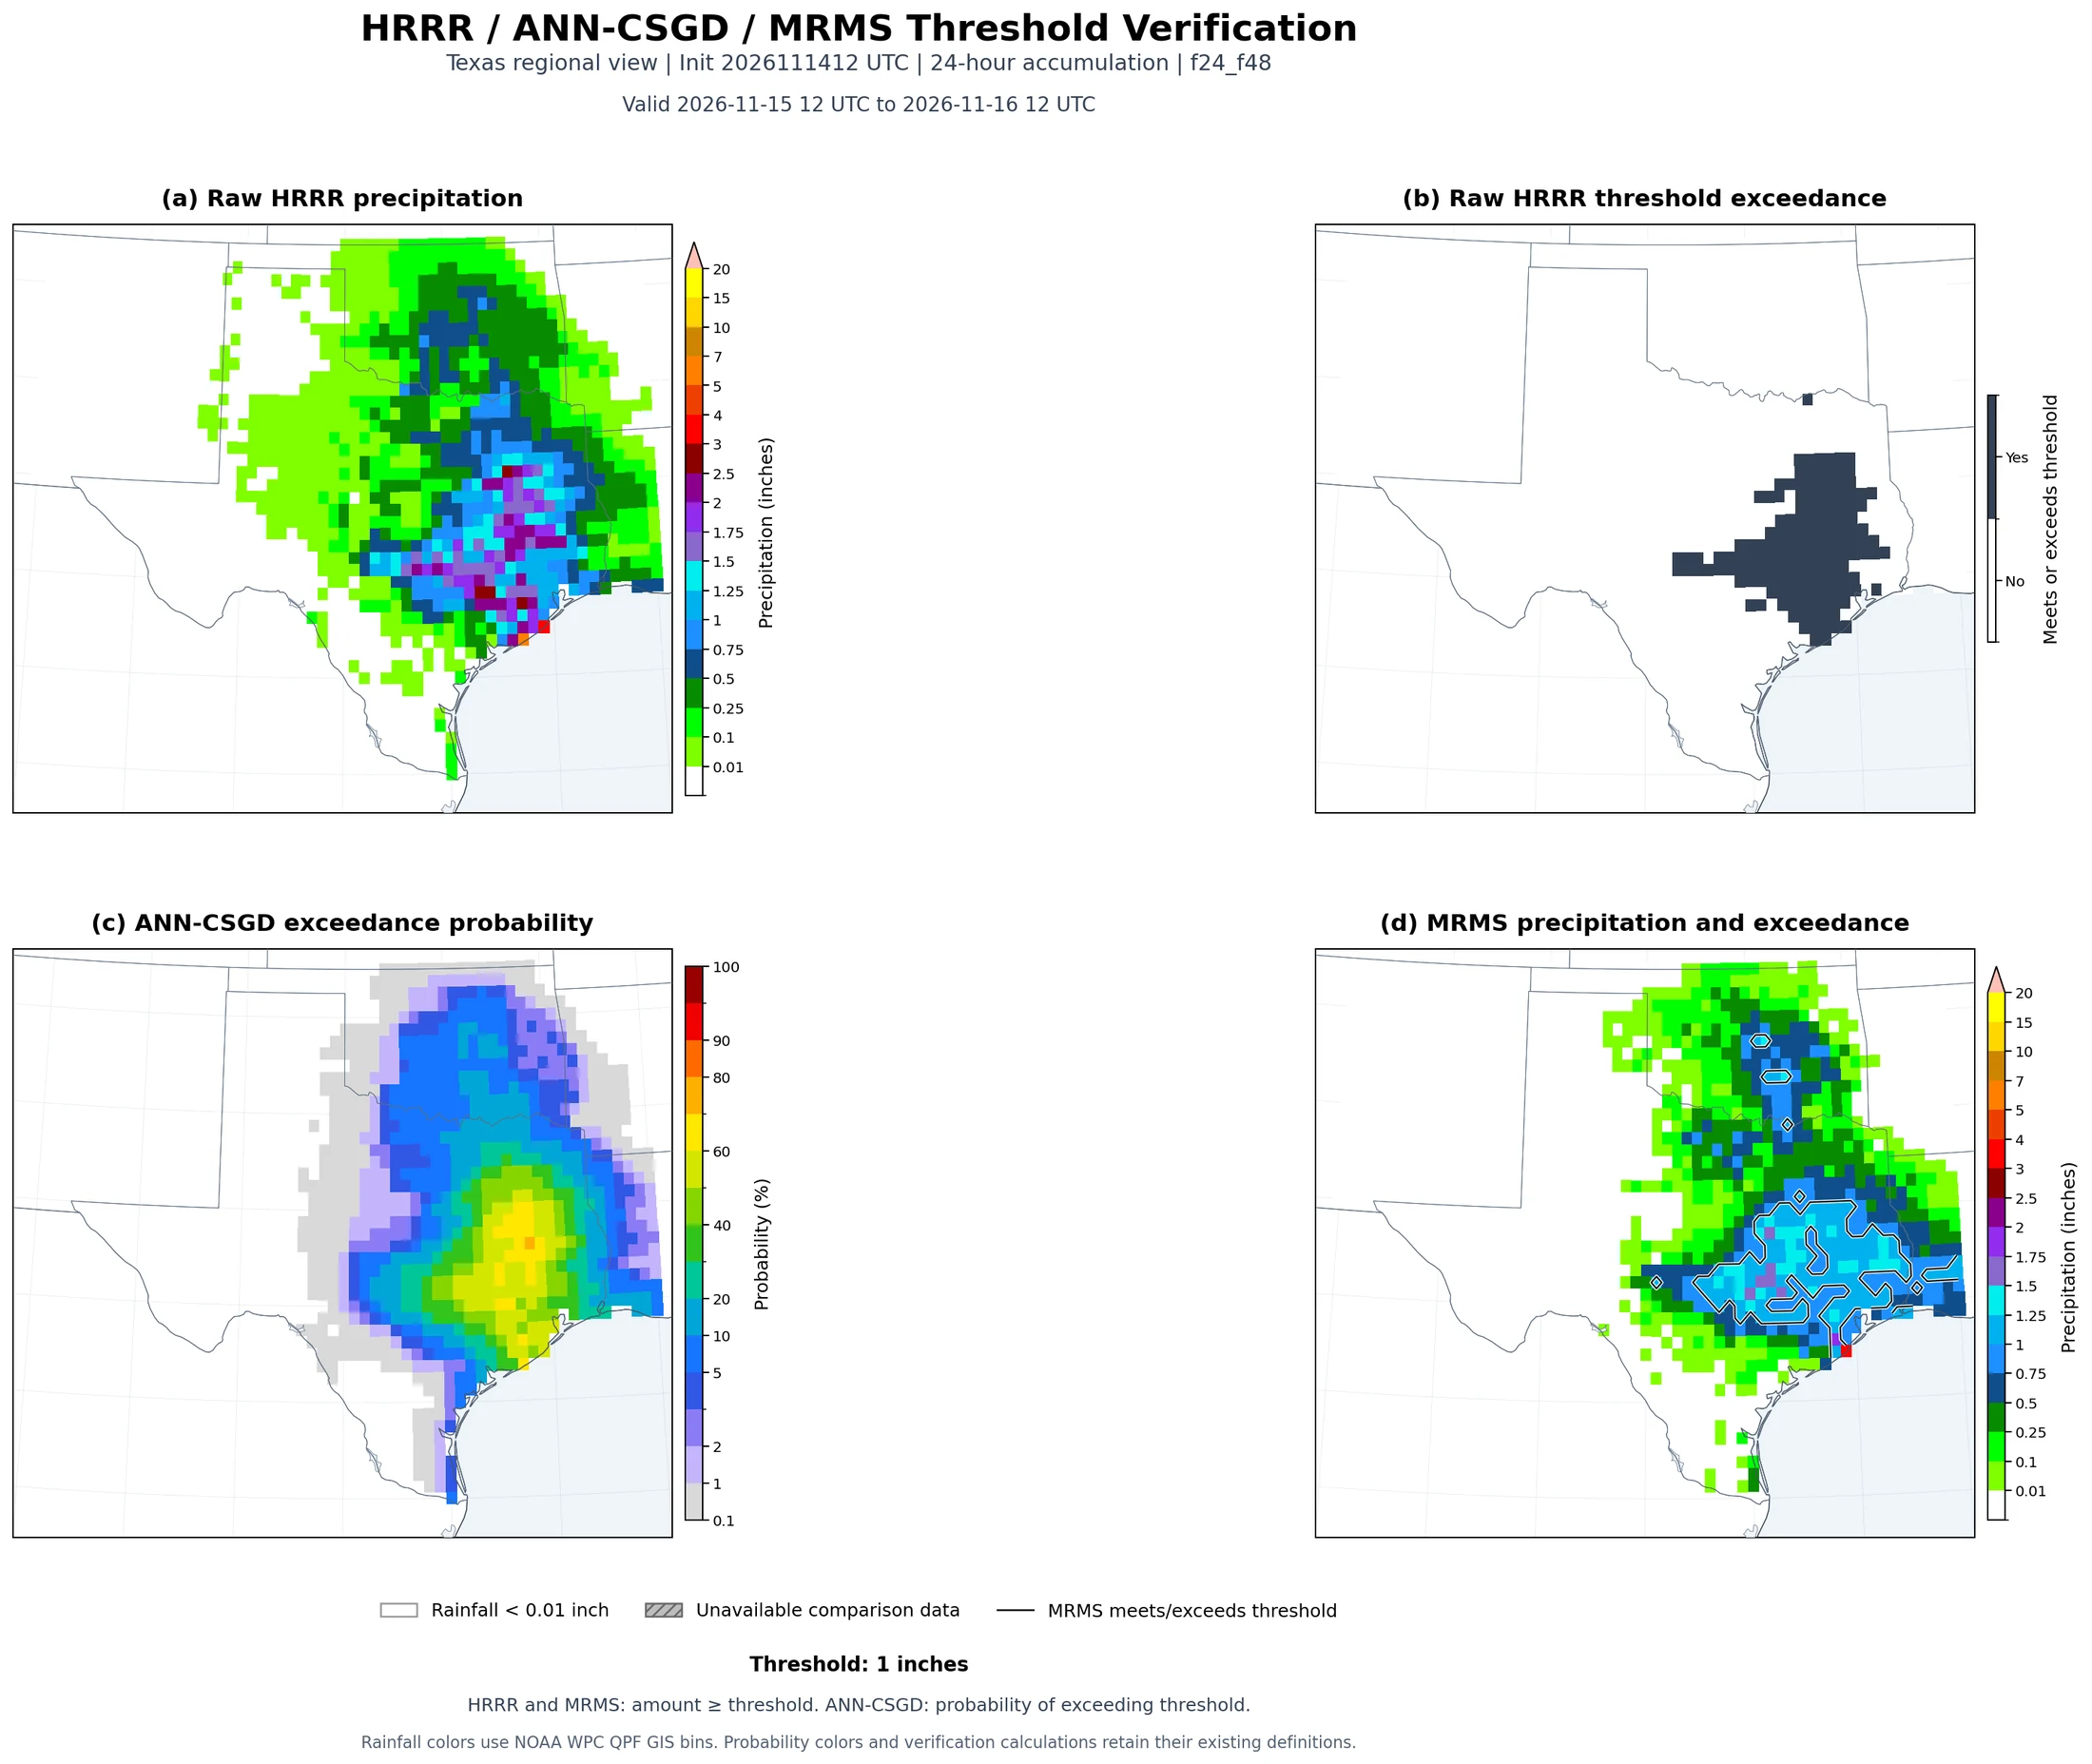 HRRR / ANN-CSGD / MRMS Threshold Verification
Texas regional view | Init 2026111412 UTC | 24-hour accumulation | f24_f48
Valid 2026-11-15 12 UTC to 2026-11-16 12 UTC
(a) Raw HRRR precipitation
20
15
10
7
5
4
3
2.5
2
1.75
1.5
1.25
1
0.75
0.5
0.25
0.1
0.01
Precipitation (inches)
(b) Raw HRRR threshold exceedance
Yes
No
Meets or exceeds threshold
(c) ANN-CSGD exceedance probability
100
90
80
60
40
20
10
5
2
1
0.1
Probability (%)
(d) MRMS precipitation and exceedance
20
15
10
7
5
4
3
2.5
2
1.75
1.5
1.25
1
0.75
0.5
0.25
0.1
0.01
Precipitation (inches)
Rainfall < 0.01 inch
Unavailable comparison data
MRMS meets/exceeds threshold
Threshold: 1 inches
HRRR and MRMS: amount ≥ threshold. ANN-CSGD: probability of exceeding threshold.
Rainfall colors use NOAA WPC QPF GIS bins. Probability colors and verification calculations retain their existing definitions.